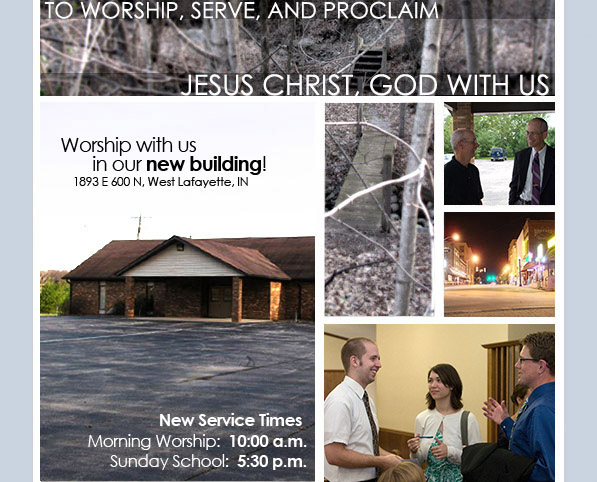 TO WORSHIP, SERVE, AND PROCLAIM
JESUS CHRIST, GOD WITH US
Worship with us
in our new building!
1893 E 600 N, West Lafayette, IN
New Service Times
Morning Worship: 10:00 a.m.
Sunday School: 5:30 p.m.